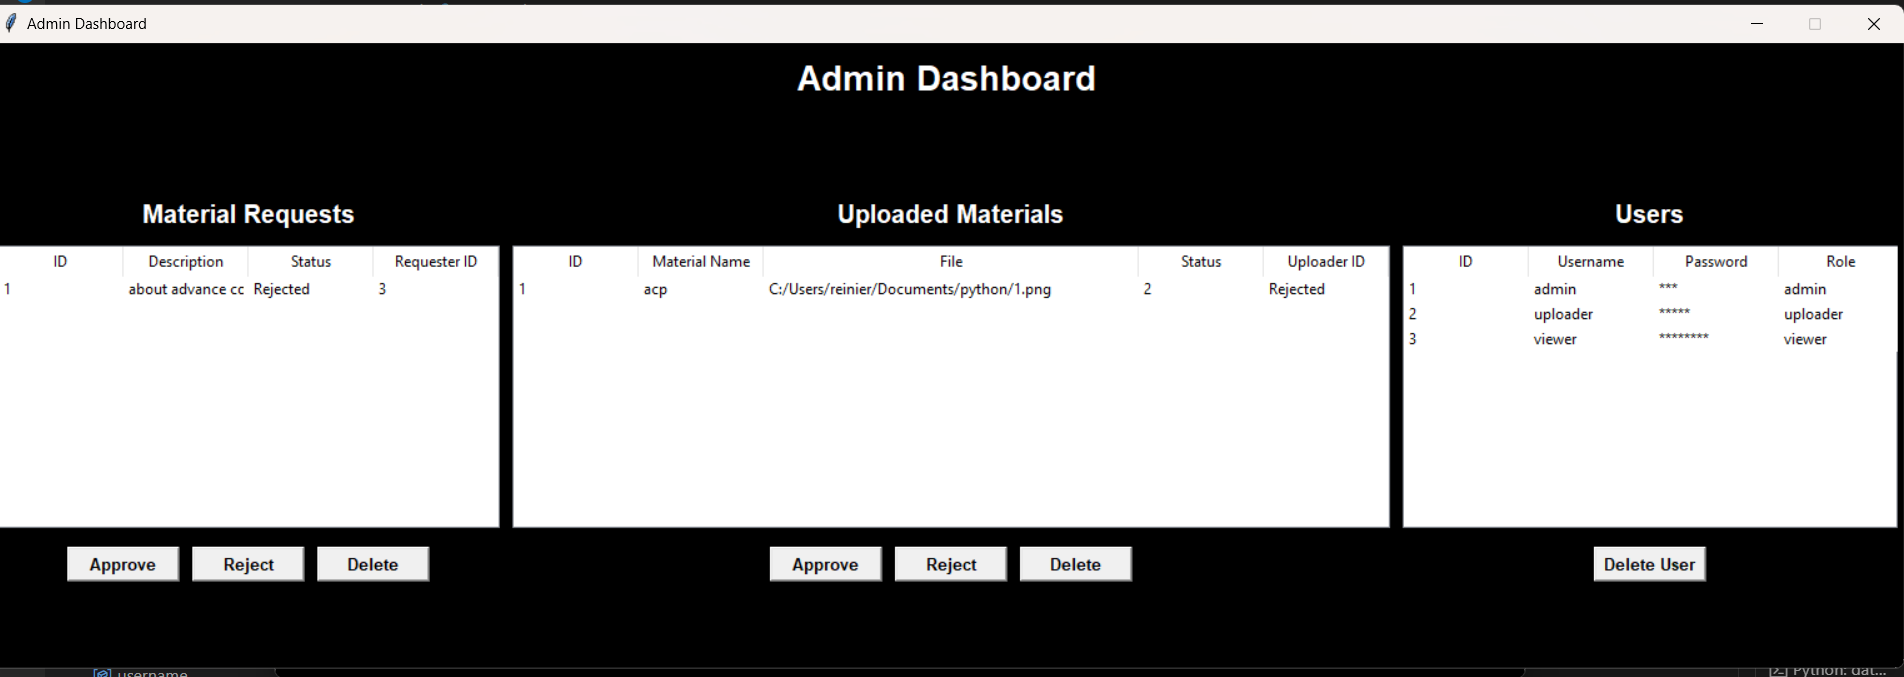 Admin Dashboard
Admin Dashboard
Material Requests
ID Description Status Requester ID
1 about advance cc Rejected 3
Approve Reject Delete
Uploaded Materials
ID Material Name File Status Uploader ID
1 acp C:/Users/reinier/Documents/python/1.png 2 Rejected
Approve Reject Delete
Users
ID Username Password Role
1 admin *** admin
2 uploader ***** uploader
3 viewer ******** viewer
Delete User
username
Python: dat...